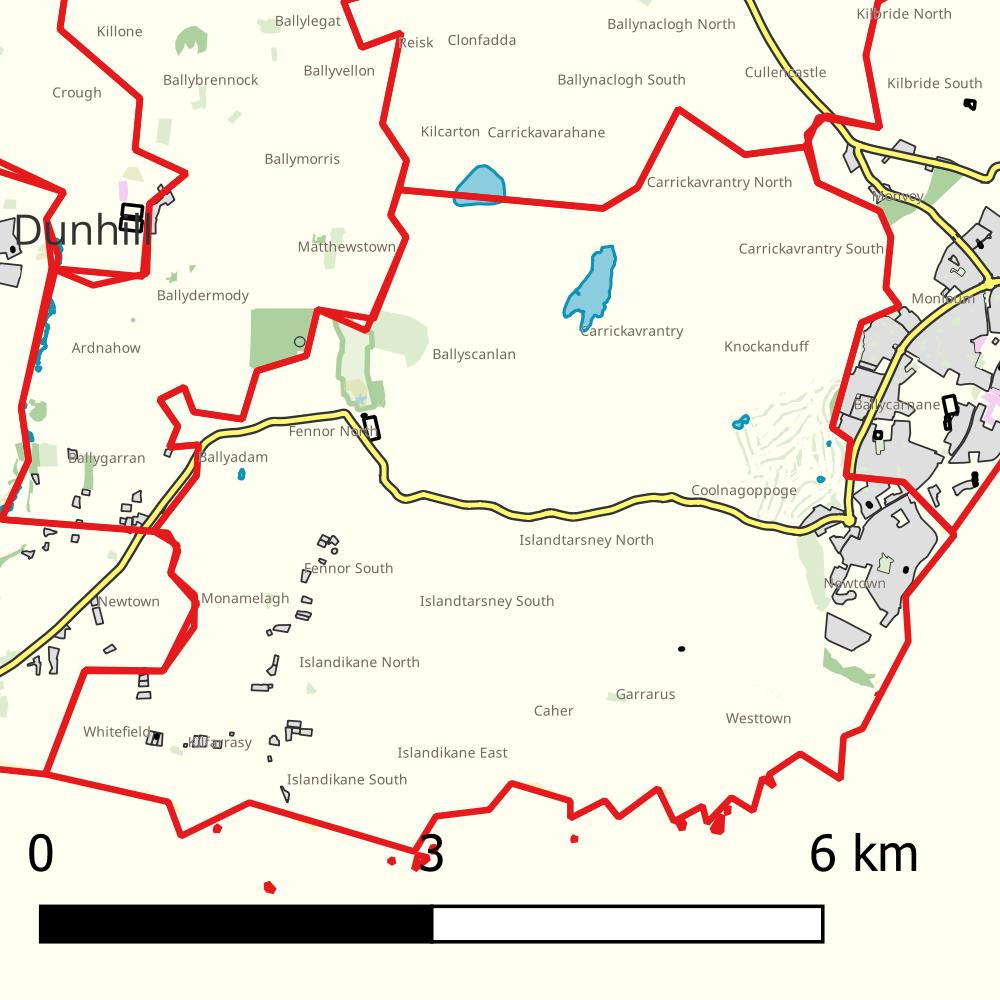 Kilbride North
Ballylegat
Ballynaclogh North
Killone
Reisk
Clonfadda
Ballyvellon
Cullencastle
Ballybrennock
Ballynaclogh South
Kilbride South
Crough
Kilcarton
Carrickavarahane
Ballymorris
Carrickavrantry North
Monvoy
Dunhill
Matthewstown
Carrickavrantry South
Ballydermody
Monloum
Carrickavrantry
Ardnahow
Knockanduff
Ballyscanlan
Ballycarnane
Fennor North
Ballygarran
Ballyadam
Coolnagoppoge
Islandtarsney North
Fennor South
Newtown
Newtown
Monamelagh
Islandtarsney South
Islandikane North
Garrarus
Caher
Westtown
Whitefield
Kilfarrasy
Islandikane East
Islandikane South
0
3
6 km